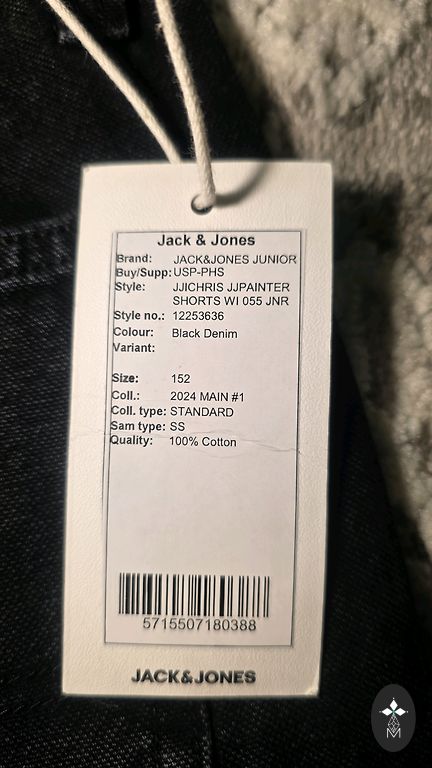 Jack & Jones
Brand: JACK&JONES JUNIOR
Buy/Supp: USP-PHS
Style: JJICHRIS JJPAINTER
SHORTS WI 055 JNR
Style no.: 12253636
Colour: Black Denim
Variant:
Size: 152
Coll.: 2024 MAIN #1
Coll. type: STANDARD
Sam type: SS
Quality: 100% Cotton
5715507180388
JACK&JONES
M